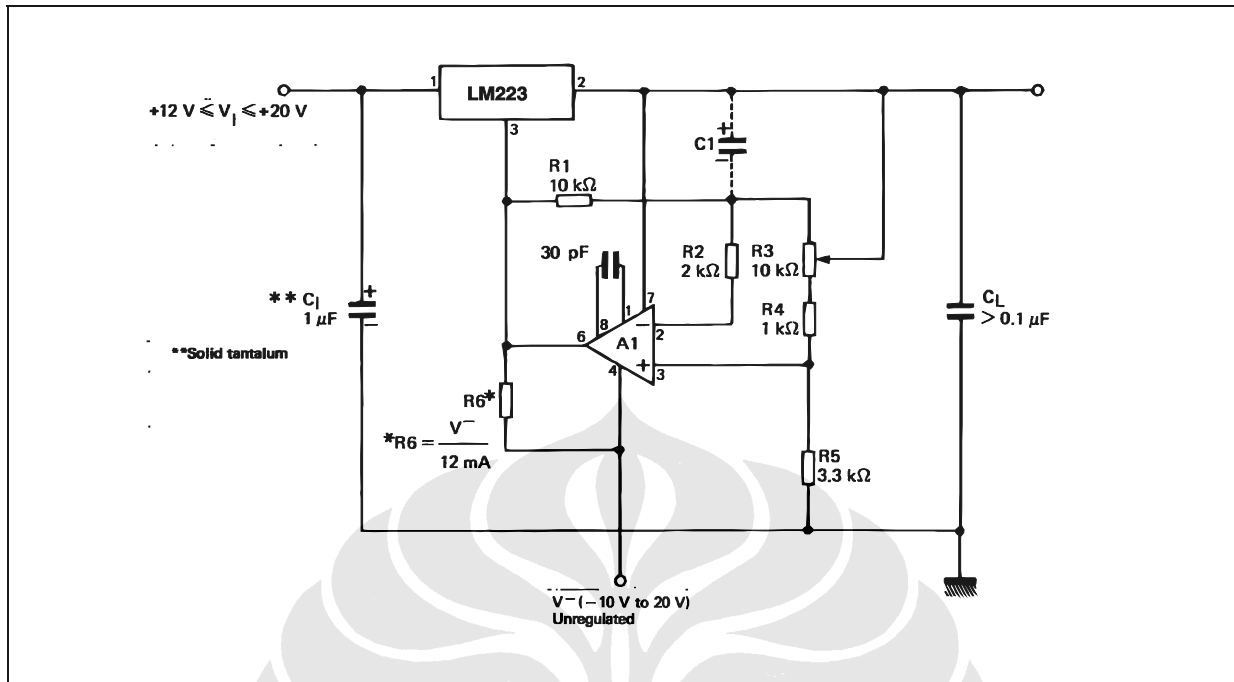 1
LM223
2
+12 V ⩽ V_I ⩽ +20 V
3
C1
+
−
R1
10 kΩ
30 pF
R2
2 kΩ
R3
10 kΩ
** C_I
1 μF
+
−
8
1
7
−
2
R4
1 kΩ
C_L
> 0.1 μF
6
A1
4
+
3
**Solid tantalum
R6*
*R6 = V⁻ / 12 mA
R5
3.3 kΩ
V⁻ (−10 V to 20 V)
Unregulated